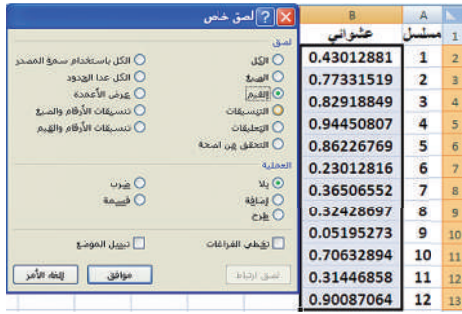 لصق خاص
لصق
الكل
الكل باستخدام سمة المصدر
الصيغ
الكل عدا الحدود
القيم
عرض الأعمدة
التنسيقات
تنسيقات الأرقام والصيغ
التعليقات
تنسيقات الأرقام والقيم
التحقق من الصحة
العملية
بلا
ضرب
إضافة
قسمة
طرح
تخطي الفراغات
تبديل الموضع
لصق ارتباط
موافق
إلغاء الأمر
B A
1 مسلسل عشوائي
2 1 0.43012881
3 2 0.77331519
4 3 0.82918849
5 4 0.94450807
6 5 0.86226769
7 6 0.23012816
8 7 0.36506552
9 8 0.32428697
10 9 0.05195273
11 10 0.70632894
12 11 0.31446858
13 12 0.90087064